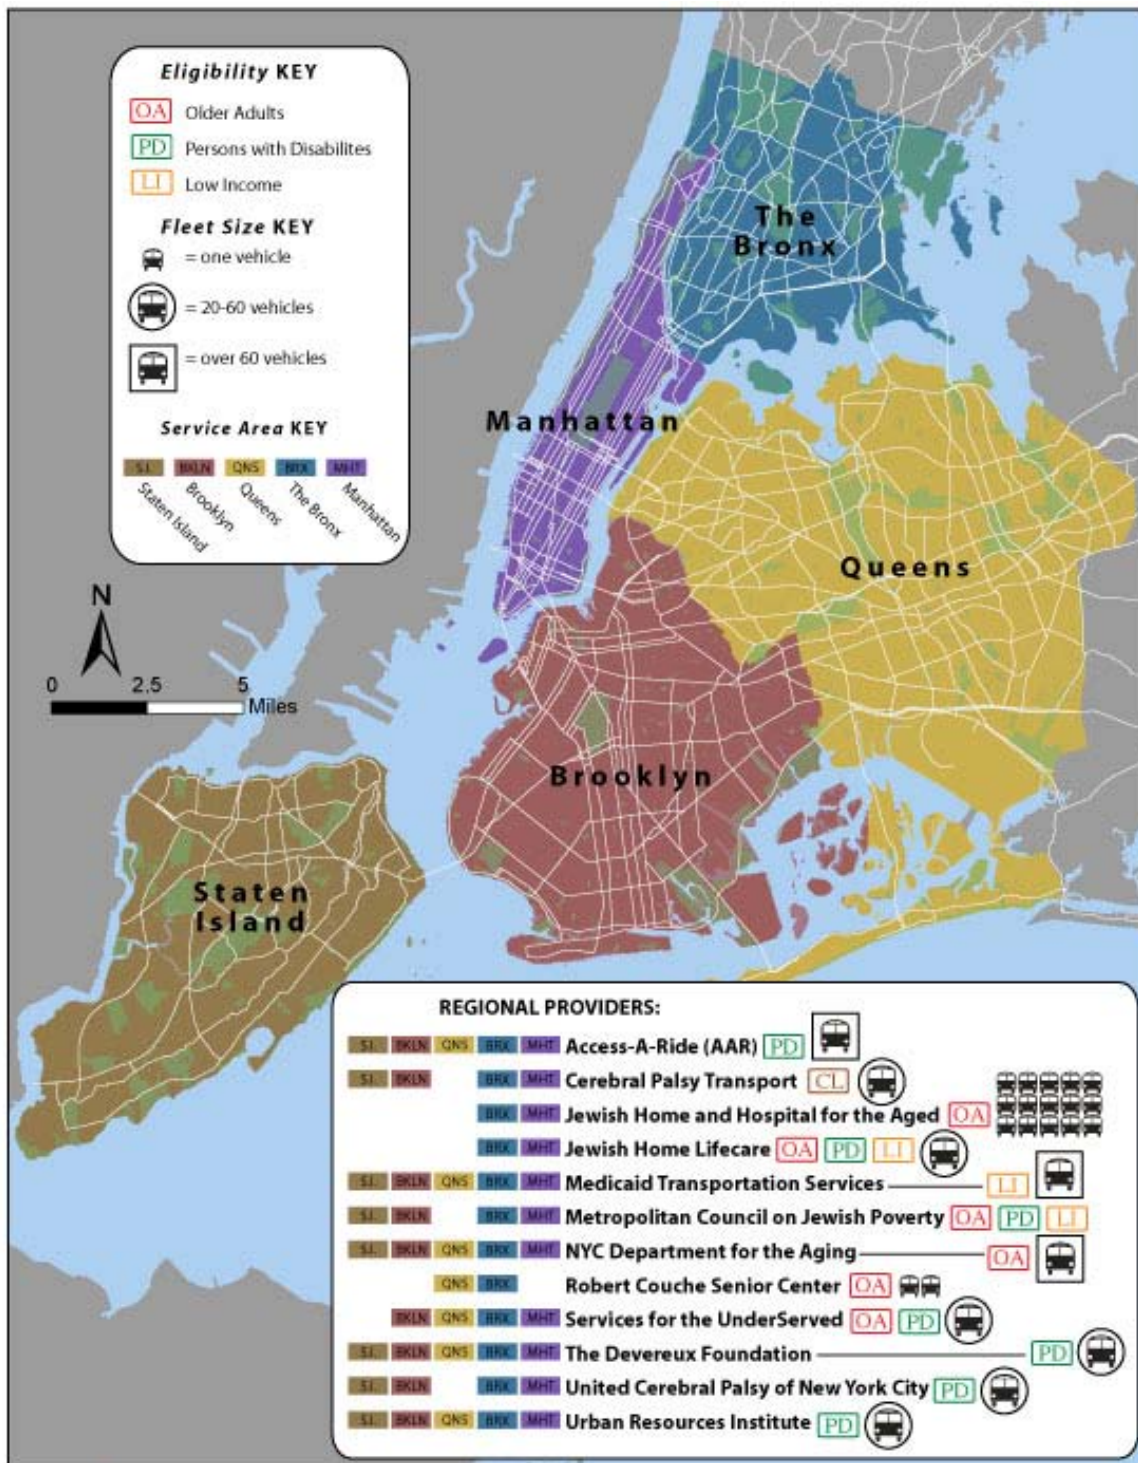 Eligibility KEY
OA Older Adults
PD Persons with Disabilites
LI Low Income
Fleet Size KEY
= one vehicle
= 20-60 vehicles
= over 60 vehicles
Service Area KEY
S.I. BKLN QNS BRX MHT
Staten Island
Brooklyn
Queens
The Bronx
Manhattan
N
0 2.5 5
Miles
The
Bronx
Manhattan
Queens
Brooklyn
Staten
Island
REGIONAL PROVIDERS:
S.I. BKLN QNS BRX MHT Access-A-Ride (AAR) PD
S.I. BKLN BRX MHT Cerebral Palsy Transport CL
BRX MHT Jewish Home and Hospital for the Aged OA
BRX MHT Jewish Home Lifecare OA PD LI
S.I. BKLN QNS BRX MHT Medicaid Transportation Services LI
S.I. BKLN BRX MHT Metropolitan Council on Jewish Poverty OA PD LI
S.I. BKLN QNS BRX MHT NYC Department for the Aging OA
QNS BRX Robert Couche Senior Center OA
BKLN QNS BRX MHT Services for the UnderServed OA PD
S.I. BKLN QNS BRX MHT The Devereux Foundation PD
S.I. BKLN BRX MHT United Cerebral Palsy of New York City PD
S.I. BKLN QNS BRX MHT Urban Resources Institute PD